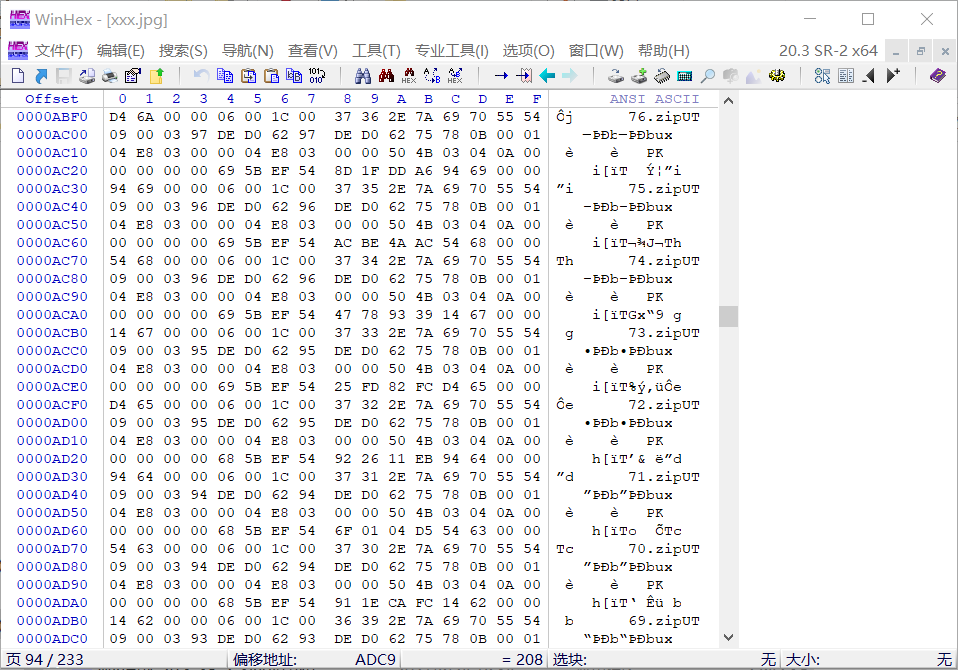 WinHex - [xxx.jpg]
文件(F) 编辑(E) 搜索(S) 导航(N) 查看(V) 工具(T) 专业工具(I) 选项(O) 窗口(W) 帮助(H) 20.3 SR-2 x64
Offset 0 1 2 3 4 5 6 7 8 9 A B C D E F ANSI ASCII
0000ABF0 D4 6A 00 00 06 00 1C 00 37 36 2E 7A 69 70 55 54 Ôj 76.zipUT
0000AC00 09 00 03 97 DE D0 62 97 DE D0 62 75 78 0B 00 01 —ÞÐb—ÞÐbux
0000AC10 04 E8 03 00 00 04 E8 03 00 00 50 4B 03 04 0A 00 è è PK
0000AC20 00 00 00 00 69 5B EF 54 8D 1F DD A6 94 69 00 00 i[ïT Ý¦”i
0000AC30 94 69 00 00 06 00 1C 00 37 35 2E 7A 69 70 55 54 ”i 75.zipUT
0000AC40 09 00 03 96 DE D0 62 96 DE D0 62 75 78 0B 00 01 –ÞÐb–ÞÐbux
0000AC50 04 E8 03 00 00 04 E8 03 00 00 50 4B 03 04 0A 00 è è PK
0000AC60 00 00 00 00 69 5B EF 54 AC BE 4A AC 54 68 00 00 i[ïT¬¾J¬Th
0000AC70 54 68 00 00 06 00 1C 00 37 34 2E 7A 69 70 55 54 Th 74.zipUT
0000AC80 09 00 03 96 DE D0 62 96 DE D0 62 75 78 0B 00 01 –ÞÐb–ÞÐbux
0000AC90 04 E8 03 00 00 04 E8 03 00 00 50 4B 03 04 0A 00 è è PK
0000ACA0 00 00 00 00 69 5B EF 54 47 78 93 39 14 67 00 00 i[ïTGx“9 g
0000ACB0 14 67 00 00 06 00 1C 00 37 33 2E 7A 69 70 55 54 g 73.zipUT
0000ACC0 09 00 03 95 DE D0 62 95 DE D0 62 75 78 0B 00 01 •ÞÐb•ÞÐbux
0000ACD0 04 E8 03 00 00 04 E8 03 00 00 50 4B 03 04 0A 00 è è PK
0000ACE0 00 00 00 00 69 5B EF 54 25 FD 82 FC D4 65 00 00 i[ïT%ý‚üÔe
0000ACF0 D4 65 00 00 06 00 1C 00 37 32 2E 7A 69 70 55 54 Ôe 72.zipUT
0000AD00 09 00 03 95 DE D0 62 95 DE D0 62 75 78 0B 00 01 •ÞÐb•ÞÐbux
0000AD10 04 E8 03 00 00 04 E8 03 00 00 50 4B 03 04 0A 00 è è PK
0000AD20 00 00 00 00 68 5B EF 54 92 26 11 EB 94 64 00 00 h[ïT’& ë”d
0000AD30 94 64 00 00 06 00 1C 00 37 31 2E 7A 69 70 55 54 ”d 71.zipUT
0000AD40 09 00 03 94 DE D0 62 94 DE D0 62 75 78 0B 00 01 ”ÞÐb”ÞÐbux
0000AD50 04 E8 03 00 00 04 E8 03 00 00 50 4B 03 04 0A 00 è è PK
0000AD60 00 00 00 00 68 5B EF 54 6F 01 04 D5 54 63 00 00 h[ïTo ÕTc
0000AD70 54 63 00 00 06 00 1C 00 37 30 2E 7A 69 70 55 54 Tc 70.zipUT
0000AD80 09 00 03 94 DE D0 62 94 DE D0 62 75 78 0B 00 01 ”ÞÐb”ÞÐbux
0000AD90 04 E8 03 00 00 04 E8 03 00 00 50 4B 03 04 0A 00 è è PK
0000ADA0 00 00 00 00 68 5B EF 54 91 1E CA FC 14 62 00 00 h[ïT‘ Êü b
0000ADB0 14 62 00 00 06 00 1C 00 36 39 2E 7A 69 70 55 54 b 69.zipUT
0000ADC0 09 00 03 93 DE D0 62 93 DE D0 62 75 78 0B 00 01 “ÞÐb“ÞÐbux
页 94 / 233 偏移地址: ADC9 = 208 选块: 无 大小: 无